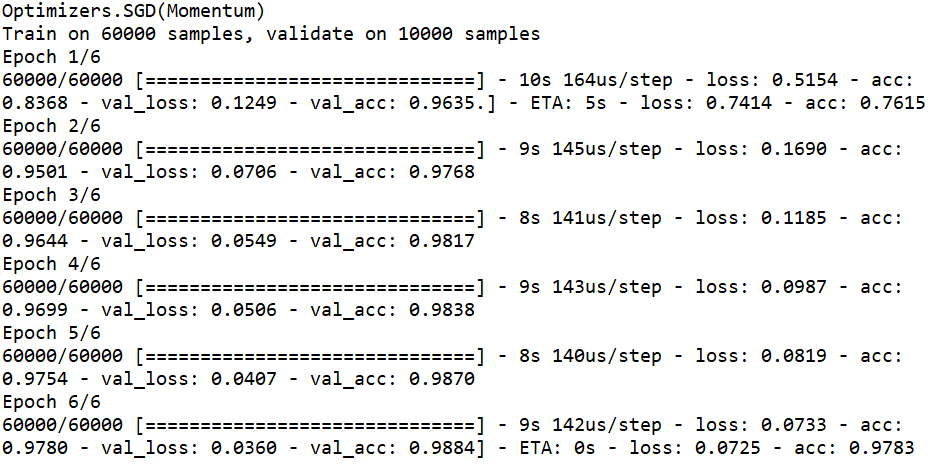 Optimizers.SGD(Momentum)
Train on 60000 samples, validate on 10000 samples
Epoch 1/6
60000/60000 [==============================] - 10s 164us/step - loss: 0.5154 - acc:
0.8368 - val_loss: 0.1249 - val_acc: 0.9635.] - ETA: 5s - loss: 0.7414 - acc: 0.7615
Epoch 2/6
60000/60000 [==============================] - 9s 145us/step - loss: 0.1690 - acc:
0.9501 - val_loss: 0.0706 - val_acc: 0.9768
Epoch 3/6
60000/60000 [==============================] - 8s 141us/step - loss: 0.1185 - acc:
0.9644 - val_loss: 0.0549 - val_acc: 0.9817
Epoch 4/6
60000/60000 [==============================] - 9s 143us/step - loss: 0.0987 - acc:
0.9699 - val_loss: 0.0506 - val_acc: 0.9838
Epoch 5/6
60000/60000 [==============================] - 8s 140us/step - loss: 0.0819 - acc:
0.9754 - val_loss: 0.0407 - val_acc: 0.9870
Epoch 6/6
60000/60000 [==============================] - 9s 142us/step - loss: 0.0733 - acc:
0.9780 - val_loss: 0.0360 - val_acc: 0.9884] - ETA: 0s - loss: 0.0725 - acc: 0.9783